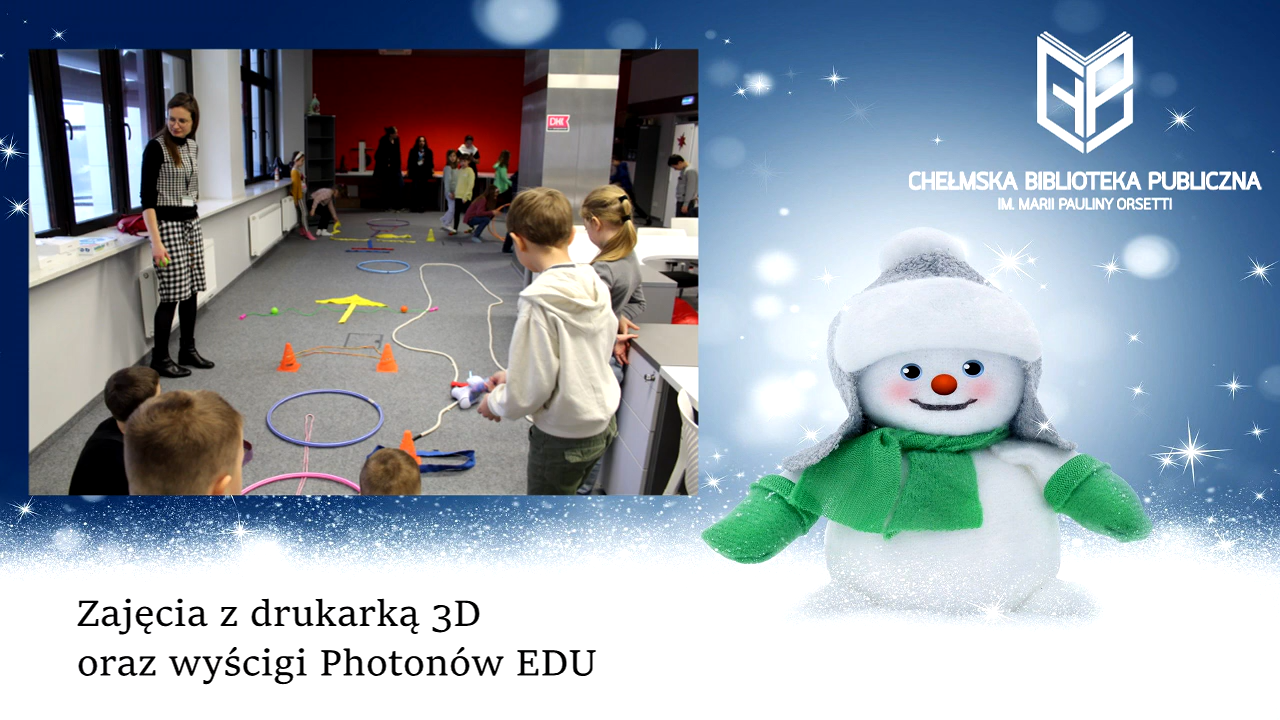 CHEŁMSKA BIBLIOTEKA PUBLICZNA
IM. MARII PAULINY ORSETTI
Zajęcia z drukarką 3D
oraz wyścigi Photonów EDU